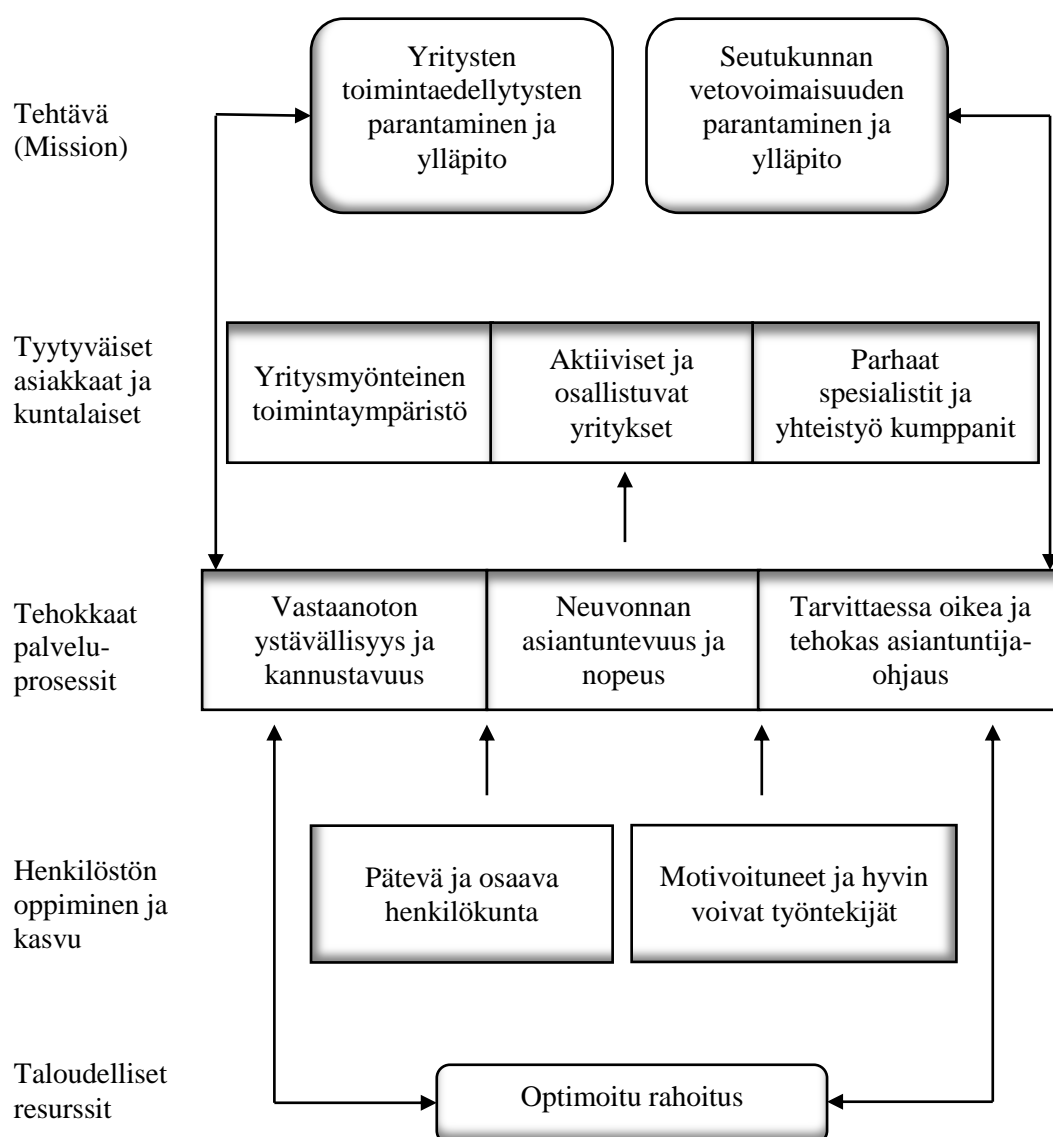 Tehtävä
(Mission)
Yritysten
toimintaedellytysten
parantaminen ja
ylläpito
Seutukunnan
vetovoimaisuuden
parantaminen ja
ylläpito
Tyytyväiset
asiakkaat ja
kuntalaiset
Yritysmyönteinen
toimintaympäristö
Aktiiviset ja
osallistuvat
yritykset
Parhaat
spesialistit ja
yhteistyö kumppanit
Tehokkaat
palvelu-
prosessit
Vastaanoton
ystävällisyys ja
kannustavuus
Neuvonnan
asiantuntevuus ja
nopeus
Tarvittaessa oikea ja
tehokas asiantuntija-
ohjaus
Henkilöstön
oppiminen ja
kasvu
Pätevä ja osaava
henkilökunta
Motivoituneet ja hyvin
voivat työntekijät
Taloudelliset
resurssit
Optimoitu rahoitus